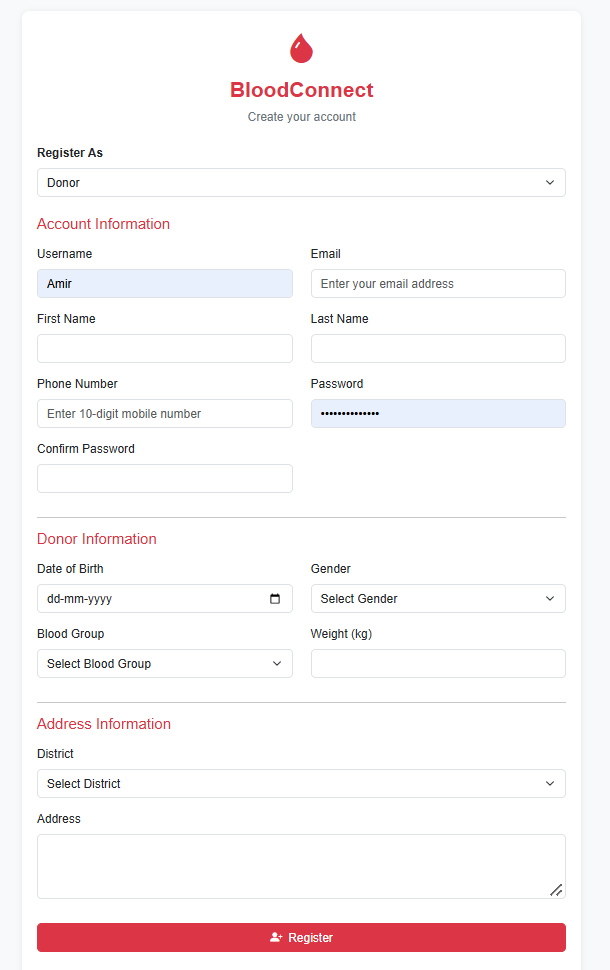 BloodConnect
Create your account
Register As
Donor
Account Information
Username Email
Amir Enter your email address
First Name Last Name
Phone Number Password
Enter 10-digit mobile number ••••••••••••••
Confirm Password
Donor Information
Date of Birth Gender
dd-mm-yyyy Select Gender
Blood Group Weight (kg)
Select Blood Group
Address Information
District
Select District
Address
Register